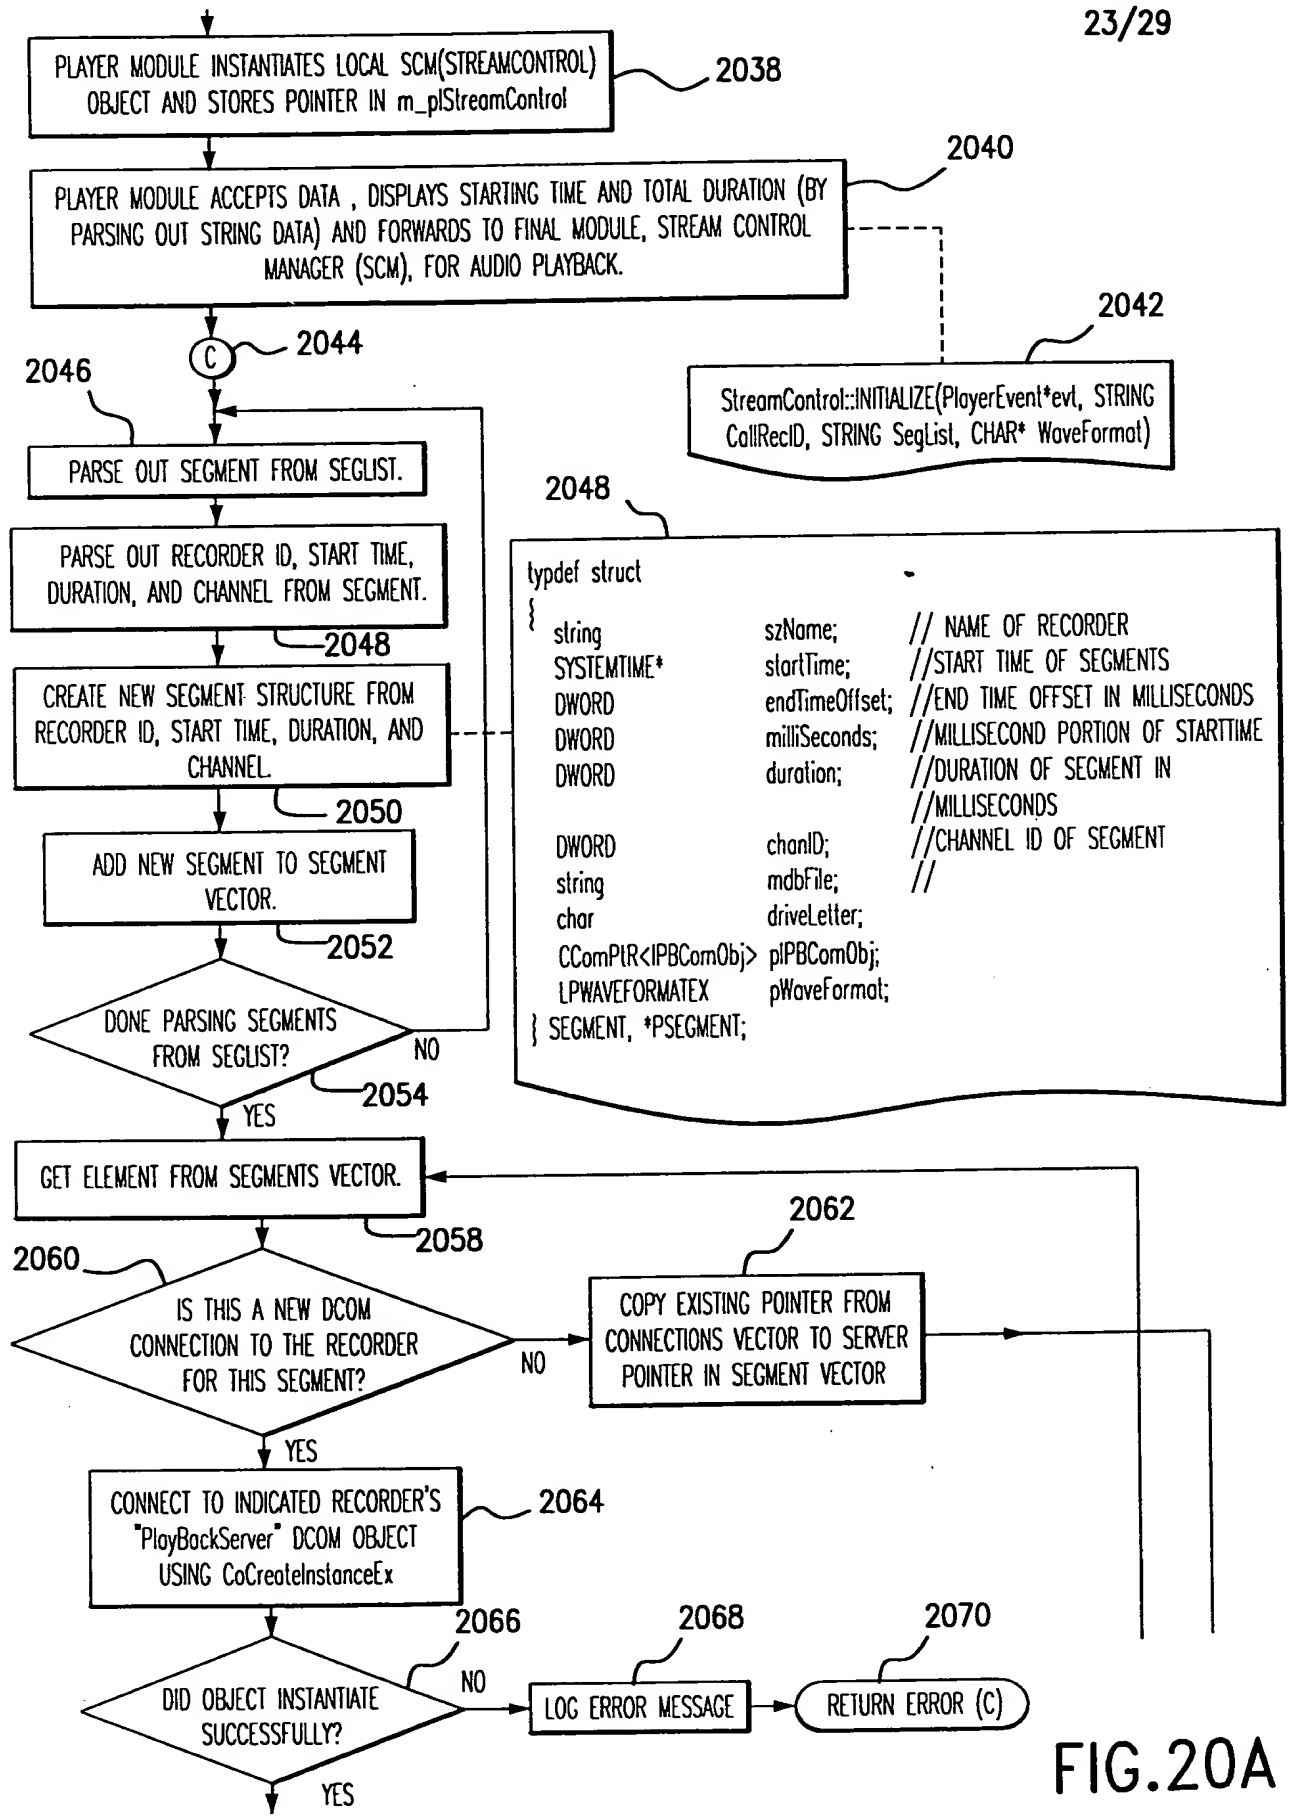 23/29
PLAYER MODULE INSTANTIATES LOCAL SCM(STREAMCONTROL)
OBJECT AND STORES POINTER IN m_plStreamControl
2038
PLAYER MODULE ACCEPTS DATA , DISPLAYS STARTING TIME AND TOTAL DURATION (BY
PARSING OUT STRING DATA) AND FORWARDS TO FINAL MODULE, STREAM CONTROL
MANAGER (SCM), FOR AUDIO PLAYBACK.
2040
C
2044
2042
StreamControl::INITIALIZE(PlayerEvent*evt, STRING
CallRecID, STRING SegList, CHAR* WaveFormat)
2046
PARSE OUT SEGMENT FROM SEGLIST.
PARSE OUT RECORDER ID, START TIME,
DURATION, AND CHANNEL FROM SEGMENT.
2048
CREATE NEW SEGMENT STRUCTURE FROM
RECORDER ID, START TIME, DURATION, AND
CHANNEL.
2050
ADD NEW SEGMENT TO SEGMENT
VECTOR.
2052
DONE PARSING SEGMENTS
FROM SEGLIST?
NO
2054
YES
2048
typdef struct
{
string szName; // NAME OF RECORDER
SYSTEMTIME* startTime; //START TIME OF SEGMENTS
DWORD endTimeOffset; //END TIME OFFSET IN MILLISECONDS
DWORD milliSeconds; //MILLISECOND PORTION OF STARTTIME
DWORD duration; //DURATION OF SEGMENT IN
//MILLISECONDS
DWORD chanID; //CHANNEL ID OF SEGMENT
string mdbFile; //
char driveLetter;
CComPtR<IPBComObj> pIPBComObj;
LPWAVEFORMATEX pWaveFormat;
} SEGMENT, *PSEGMENT;
GET ELEMENT FROM SEGMENTS VECTOR.
2058
2060
IS THIS A NEW DCOM
CONNECTION TO THE RECORDER
FOR THIS SEGMENT?
NO
2062
COPY EXISTING POINTER FROM
CONNECTIONS VECTOR TO SERVER
POINTER IN SEGMENT VECTOR
YES
CONNECT TO INDICATED RECORDER'S
"PlayBackServer" DCOM OBJECT
USING CoCreateInstanceEx
2064
2066
DID OBJECT INSTANTIATE
SUCCESSFULLY?
NO
2068
LOG ERROR MESSAGE
2070
RETURN ERROR (C)
YES
FIG.20A